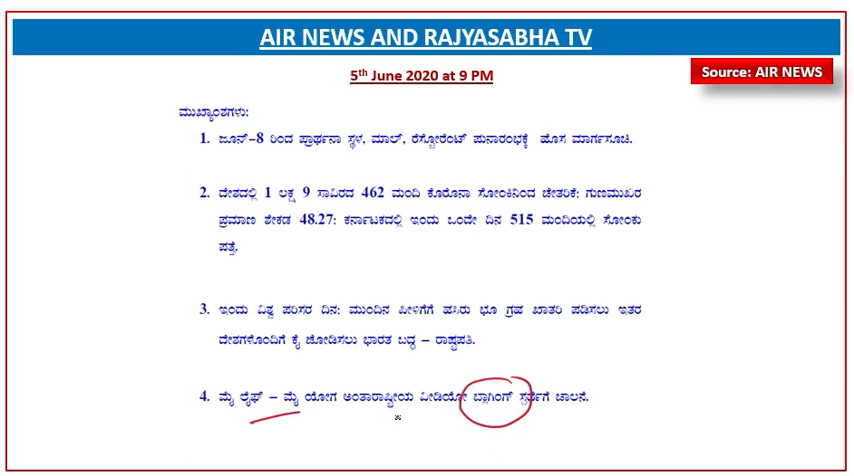 AIR NEWS AND RAJYASABHA TV
5th June 2020 at 9 PM
Source: AIR NEWS
ಮುಖ್ಯಾಂಶಗಳು:
1. ಜೂನ್-8 ರಿಂದ ಪ್ರಾರ್ಥನಾ ಸ್ಥಳ, ಮಾಲ್, ರೆಸ್ಟೋರೆಂಟ್ ಪುನಾರಂಭಕ್ಕೆ ಹೊಸ ಮಾರ್ಗಸೂಚಿ.
2. ದೇಶದಲ್ಲಿ 1 ಲಕ್ಷ 9 ಸಾವಿರದ 462 ಮಂದಿ ಕೊರೊನಾ ಸೋಂಕಿನಿಂದ ಚೇತರಿಕೆ: ಗುಣಮುಖರ
ಪ್ರಮಾಣ ಶೇಕಡ 48.27: ಕರ್ನಾಟಕದಲ್ಲಿ ಇಂದು ಒಂದೇ ದಿನ 515 ಮಂದಿಯಲ್ಲಿ ಸೋಂಕು
ಪತ್ತೆ.
3. ಇಂದು ವಿಶ್ವ ಪರಿಸರ ದಿನ: ಮುಂದಿನ ಪೀಳಿಗೆಗೆ ಹಸಿರು ಭೂ ಗ್ರಹ ಖಾತರಿ ಪಡಿಸಲು ಇತರ
ದೇಶಗಳೊಂದಿಗೆ ಕೈ ಜೋಡಿಸಲು ಭಾರತ ಬದ್ಧ – ರಾಷ್ಟ್ರಪತಿ.
4. ಮೈ ಲೈಫ್ – ಮೈ ಯೋಗ ಅಂತಾರಾಷ್ಟ್ರೀಯ ವೀಡಿಯೋ ಬ್ಲಾಗಿಂಗ್ ಸ್ಪರ್ಧೆಗೆ ಚಾಲನೆ.